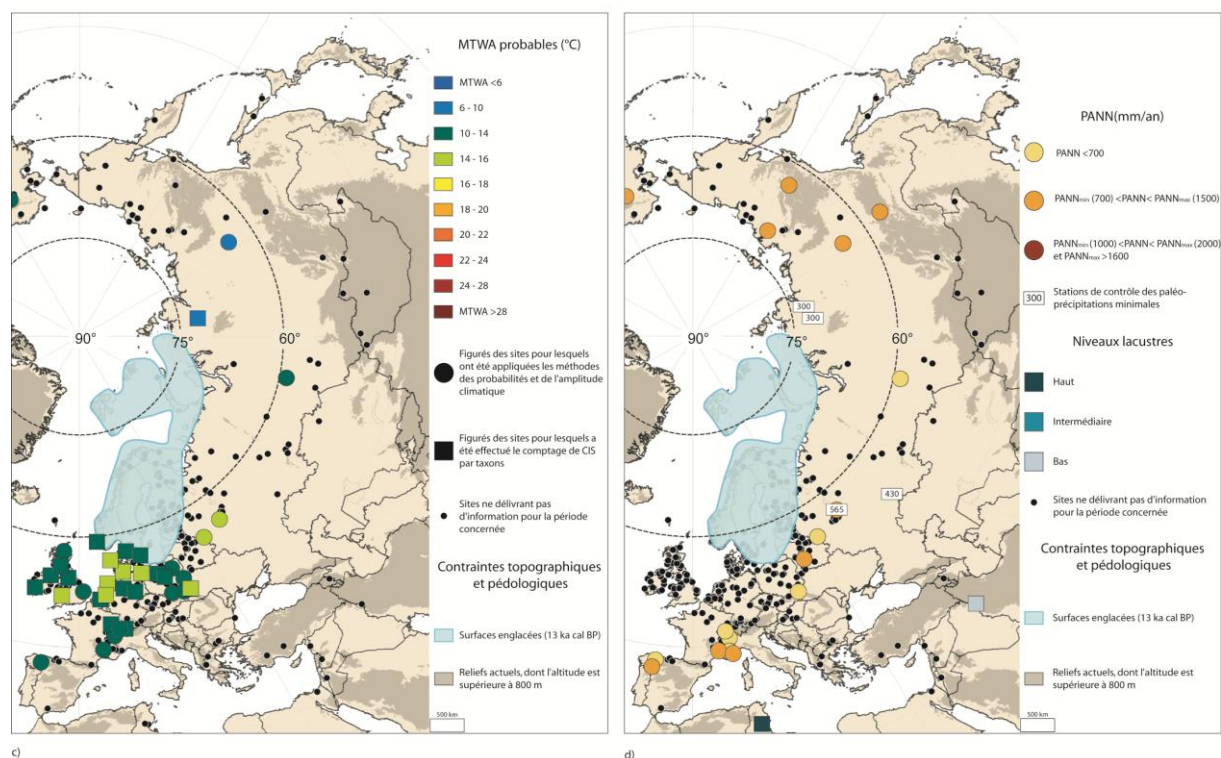 MTWA probables (°C)
MTWA <6
6 - 10
10 - 14
14 - 16
16 - 18
18 - 20
20 - 22
22 - 24
24 - 28
MTWA >28
Figurés des sites pour lesquels
ont été appliquées les méthodes
des probabilités et de l'amplitude
climatique
Figurés des sites pour lesquels a
été effectué le comptage de CIS
par taxons
Sites ne délivrant pas
d'information pour la période
concernée
Contraintes topographiques
et pédologiques
Surfaces englacées (13 ka cal BP)
Reliefs actuels, dont l'altitude est
supérieure à 800 m
500 km
90°
75°
60°
c)
PANN(mm/an)
PANN <700
PANNmin (700) <PANN< PANNmax (1500)
PANNmin (1000) <PANN< PANNmax (2000)
et PANNmax >1600
300
Stations de contrôle des paléo-
précipitations minimales
Niveaux lacustres
Haut
Intermédiaire
Bas
Sites ne délivrant pas d'information
pour la période concernée
Contraintes topographiques
et pédologiques
Surfaces englacées (13 ka cal BP)
Reliefs actuels, dont l'altitude est
supérieure à 800 m
500 km
300
300
90°
75°
60°
430
565
d)